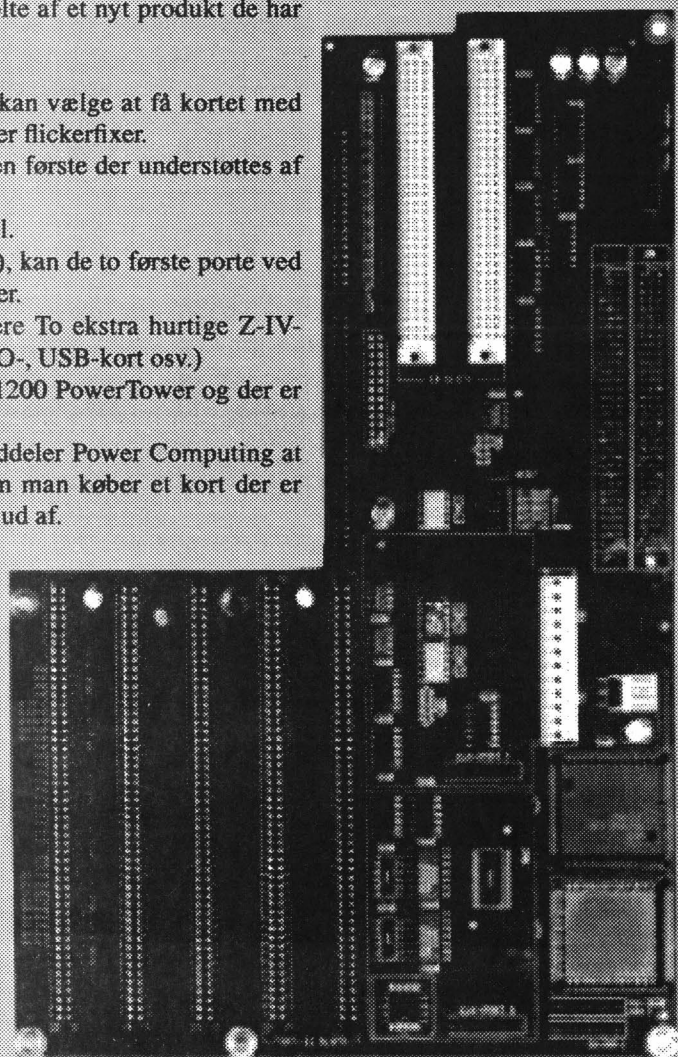 lte af et nyt produkt de har
kan vælge at få kortet med
er flickerfixer.
en første der understøttes af
l.
), kan de to første porte ved
er.
ere To ekstra hurtige Z-IV-
O-, USB-kort osv.)
1200 PowerTower og der er
ddeler Power Computing at
m man køber et kort der er
ud af.